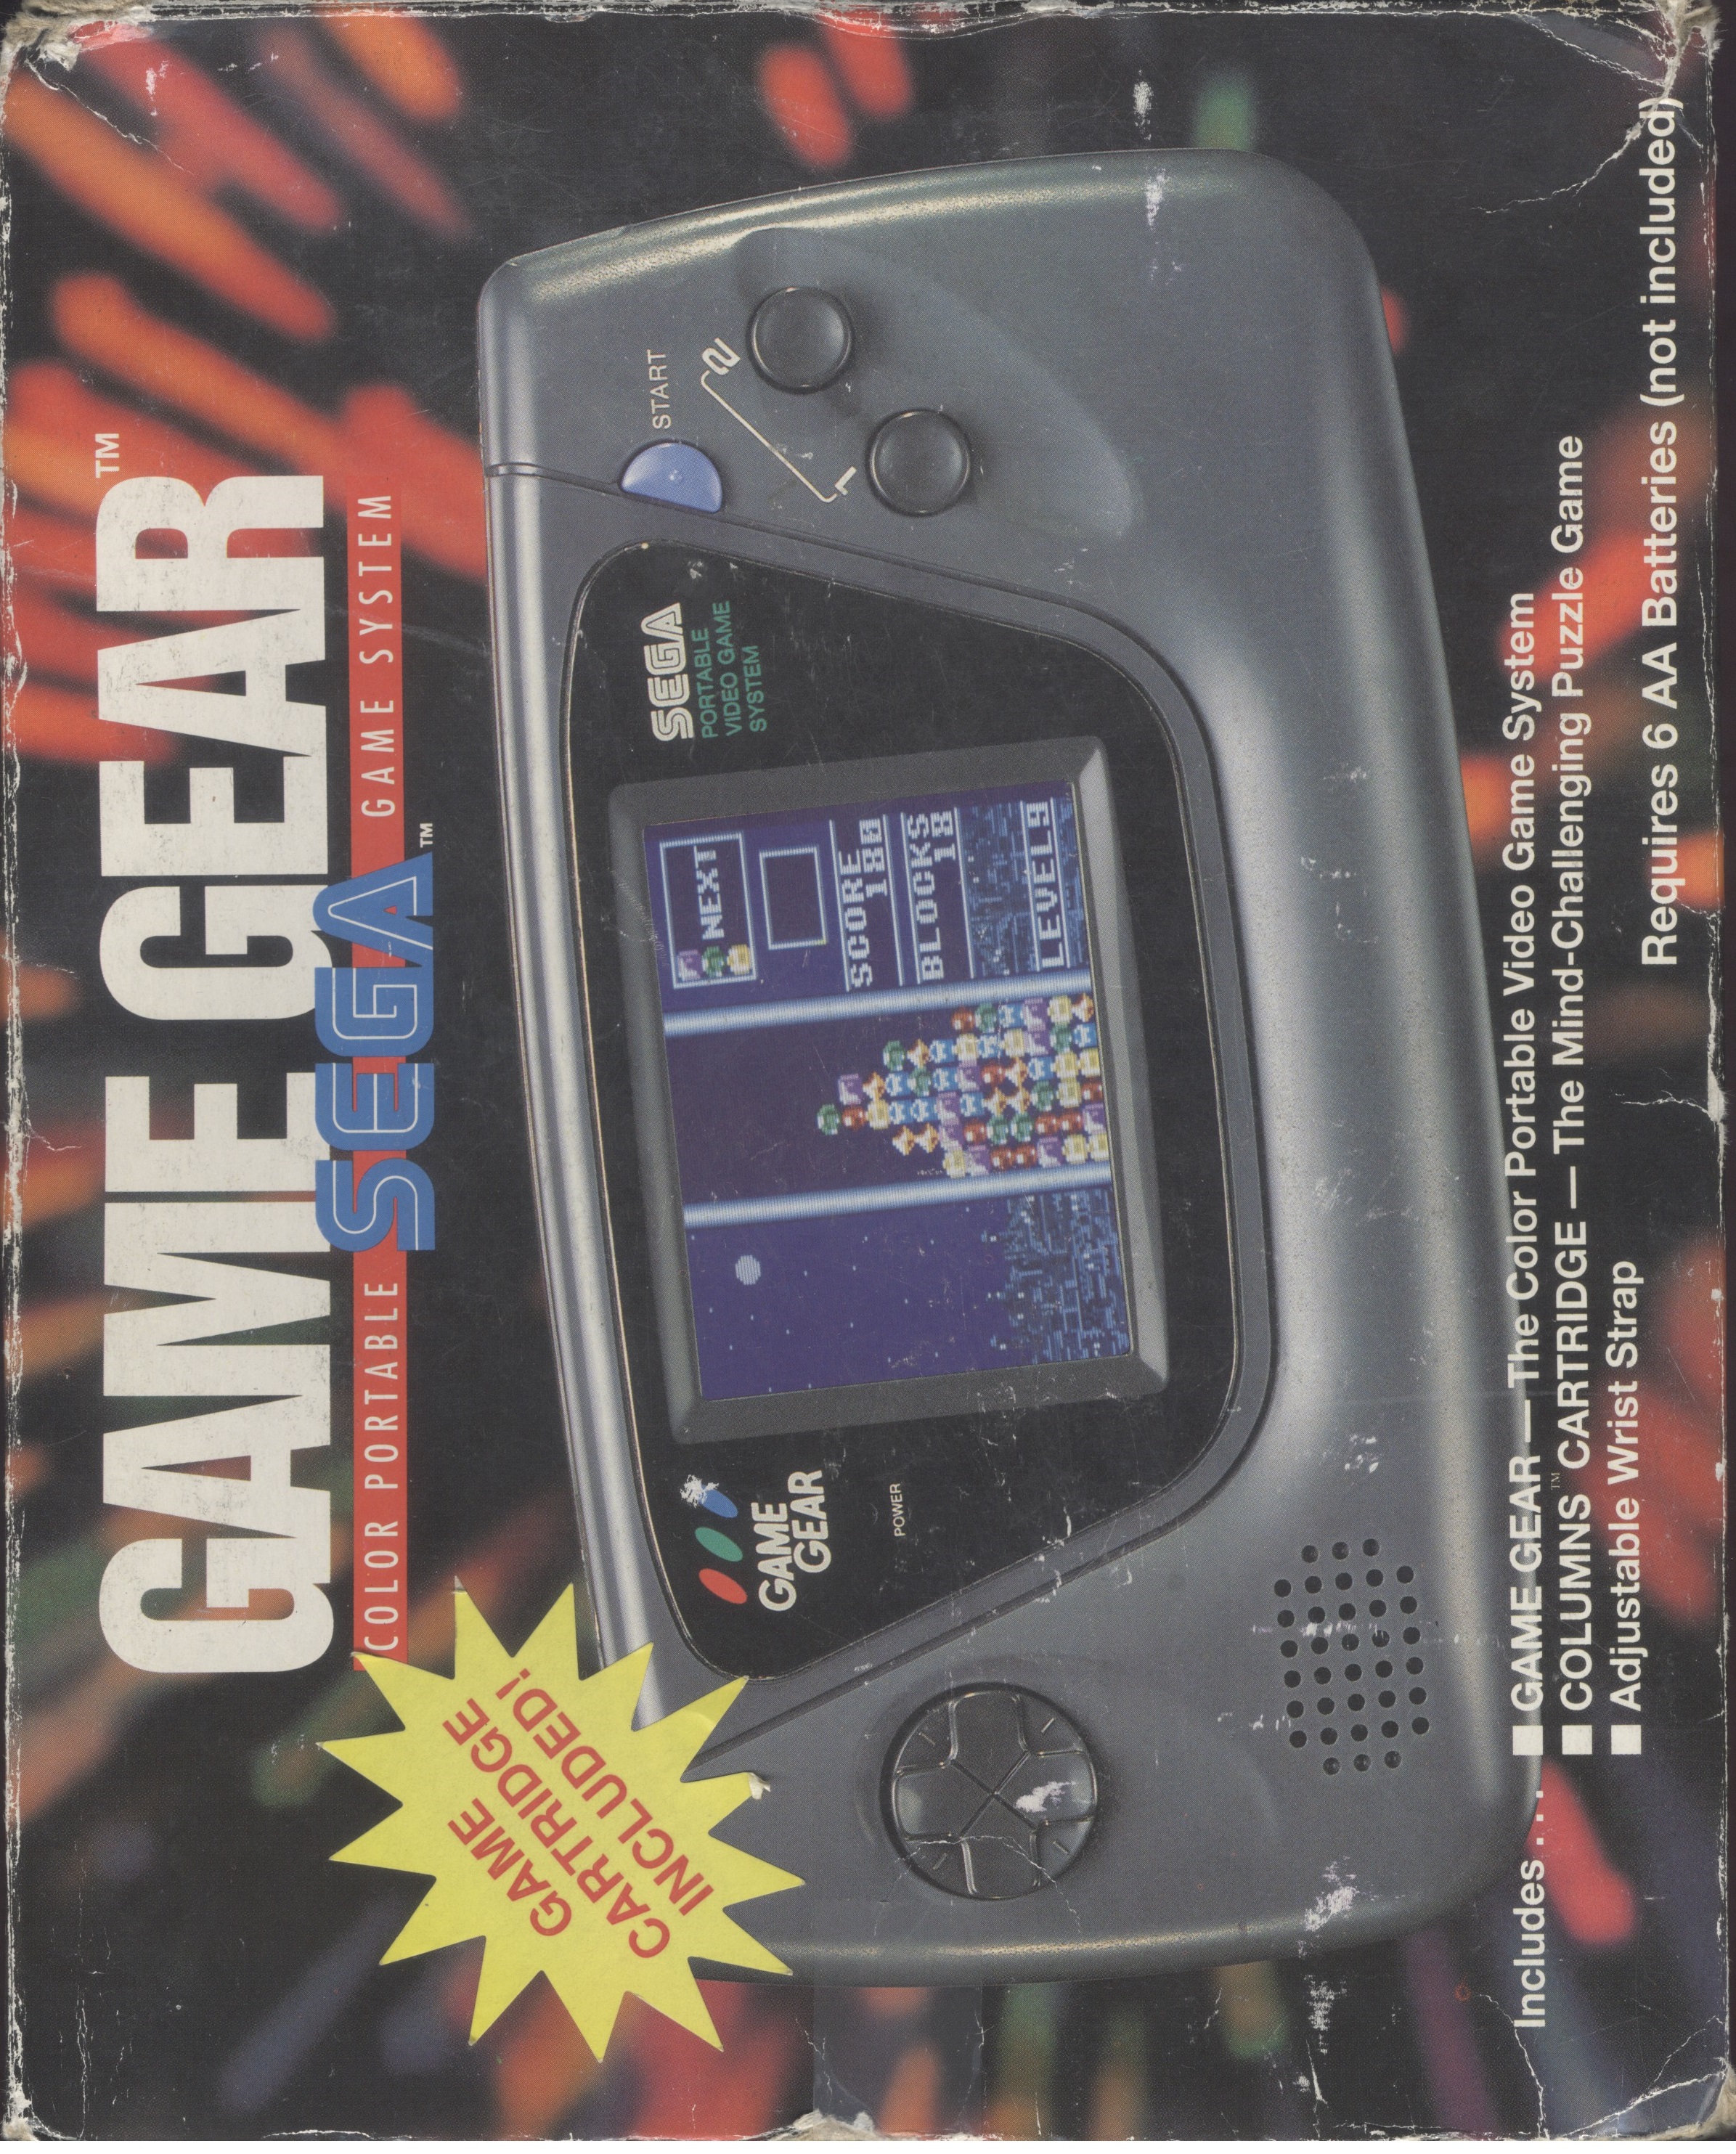 GAME GEAR™
COLOR PORTABLE SEGA™ GAME SYSTEM
GAME
CARTRIDGE
INCLUDED!
GAME
GEAR
POWER
SEGA
PORTABLE
VIDEO GAME
SYSTEM
START
1 2
NEXT
SCORE
180
BLOCKS
18
LEVEL 9
Includes... ■ GAME GEAR — The Color Portable Video Game System
■ COLUMNS™ CARTRIDGE — The Mind-Challenging Puzzle Game
■ Adjustable Wrist Strap
Requires 6 AA Batteries (not included)